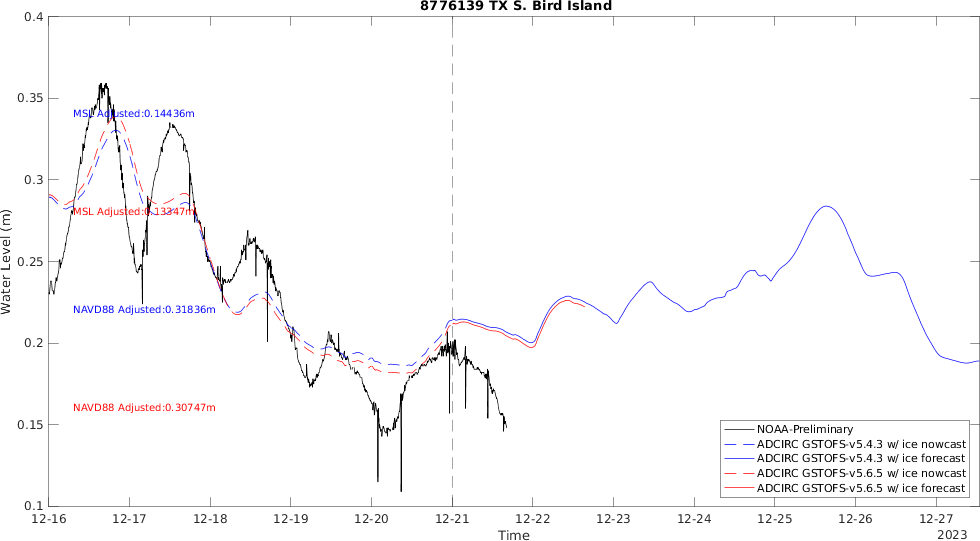 8776139 TX S. Bird Island
Water Level (m)
0.4
0.35
0.3
0.25
0.2
0.15
0.1
MSL Adjusted:0.14436m
MSL Adjusted:0.13347m
NAVD88 Adjusted:0.31836m
NAVD88 Adjusted:0.30747m
NOAA-Preliminary
ADCIRC GSTOFS-v5.4.3 w/ ice nowcast
ADCIRC GSTOFS-v5.4.3 w/ ice forecast
ADCIRC GSTOFS-v5.6.5 w/ ice nowcast
ADCIRC GSTOFS-v5.6.5 w/ ice forecast
12-16 12-17 12-18 12-19 12-20 12-21 12-22 12-23 12-24 12-25 12-26 12-27
Time
2023